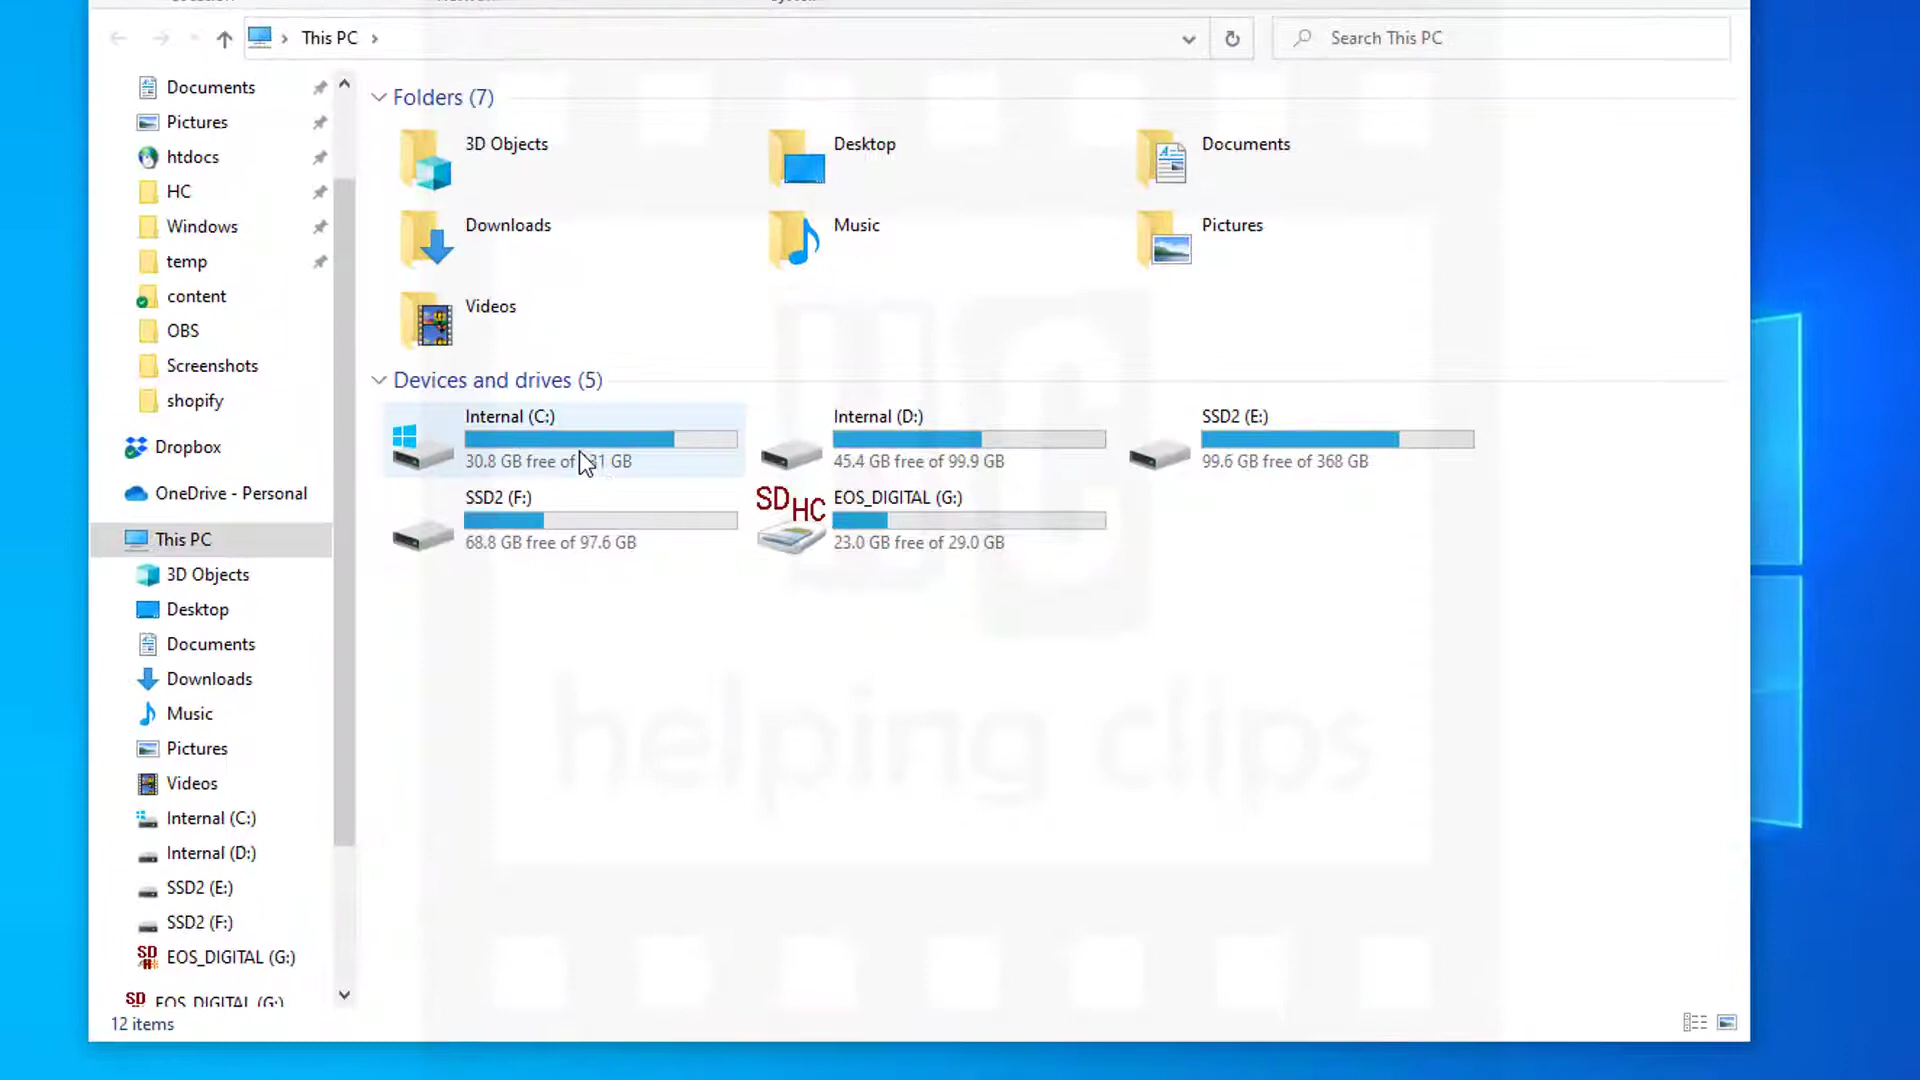 This PC
Search This PC
Documents
Pictures
htdocs
HC
Windows
temp
content
OBS
Screenshots
shopify
Dropbox
OneDrive - Personal
This PC
3D Objects
Desktop
Documents
Downloads
Music
Pictures
Videos
Internal (C:)
Internal (D:)
SSD2 (E:)
SSD2 (F:)
EOS_DIGITAL (G:)
EOS_DIGITAL (G:)
12 items
Folders (7)
3D Objects
Desktop
Documents
Downloads
Music
Pictures
Videos
Devices and drives (5)
Internal (C:)
30.8 GB free of 31 GB
Internal (D:)
45.4 GB free of 99.9 GB
SSD2 (E:)
99.6 GB free of 368 GB
SSD2 (F:)
68.8 GB free of 97.6 GB
SDHC
EOS_DIGITAL (G:)
23.0 GB free of 29.0 GB
HC
helping clips